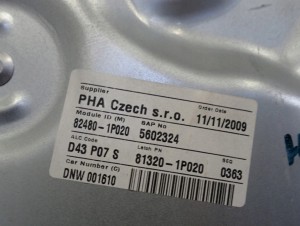 Supplier Order Date
PHA Czech s.r.o. 11/11/2009
Module ID (M) SAP No
82480-1P020 5602324
ALC Code Latch PN SEQ
D43 P07 S 81320-1P020 0363
Car Number (C)
DNW 001610